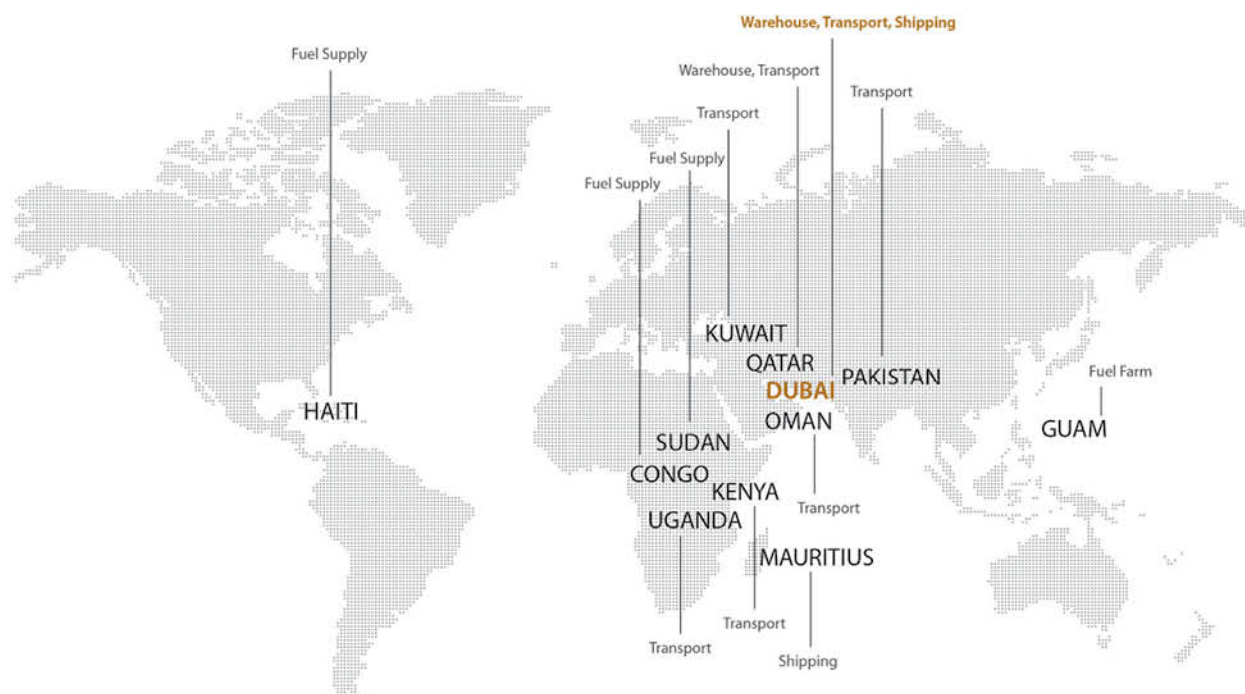 Warehouse, Transport, Shipping
Fuel Supply
Warehouse, Transport
Transport
Transport
Fuel Supply
Fuel Supply
KUWAIT
QATAR
PAKISTAN
DUBAI
Fuel Farm
HAITI
OMAN
GUAM
SUDAN
CONGO
KENYA
Transport
UGANDA
MAURITIUS
Transport
Transport
Shipping